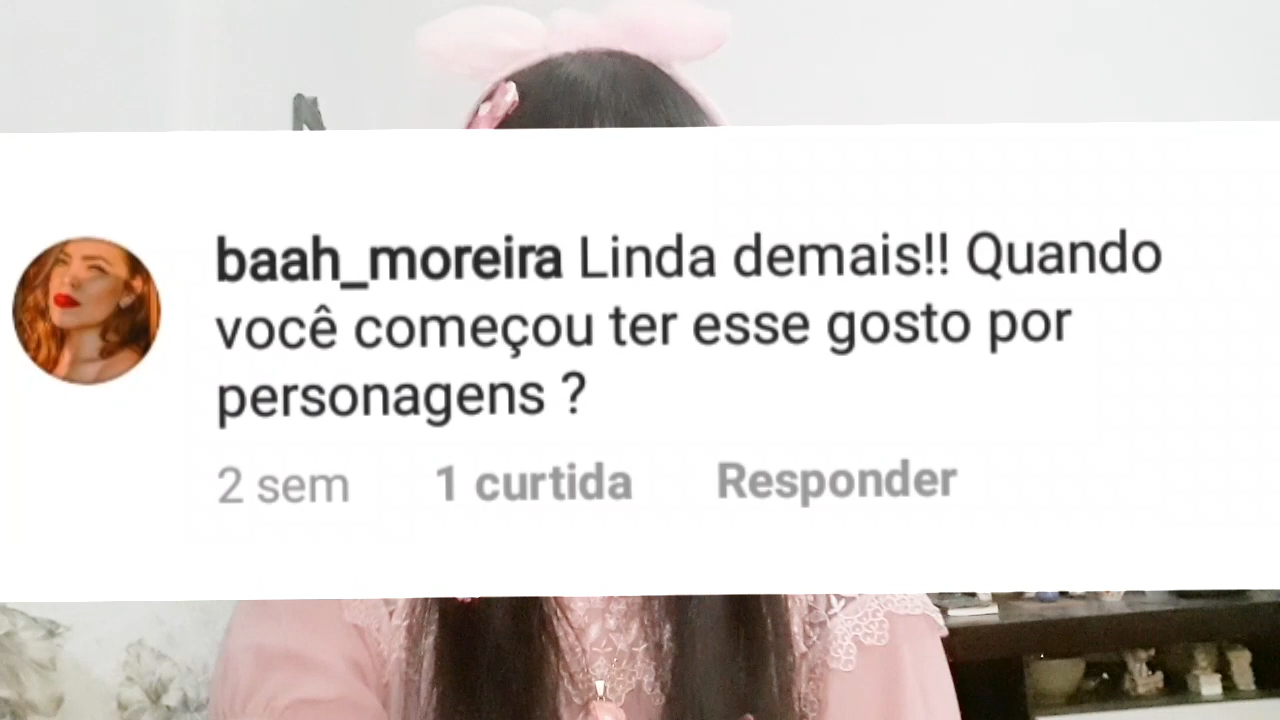 baah_moreira Linda demais!! Quando
você começou ter esse gosto por
personagens ?
2 sem 1 curtida Responder